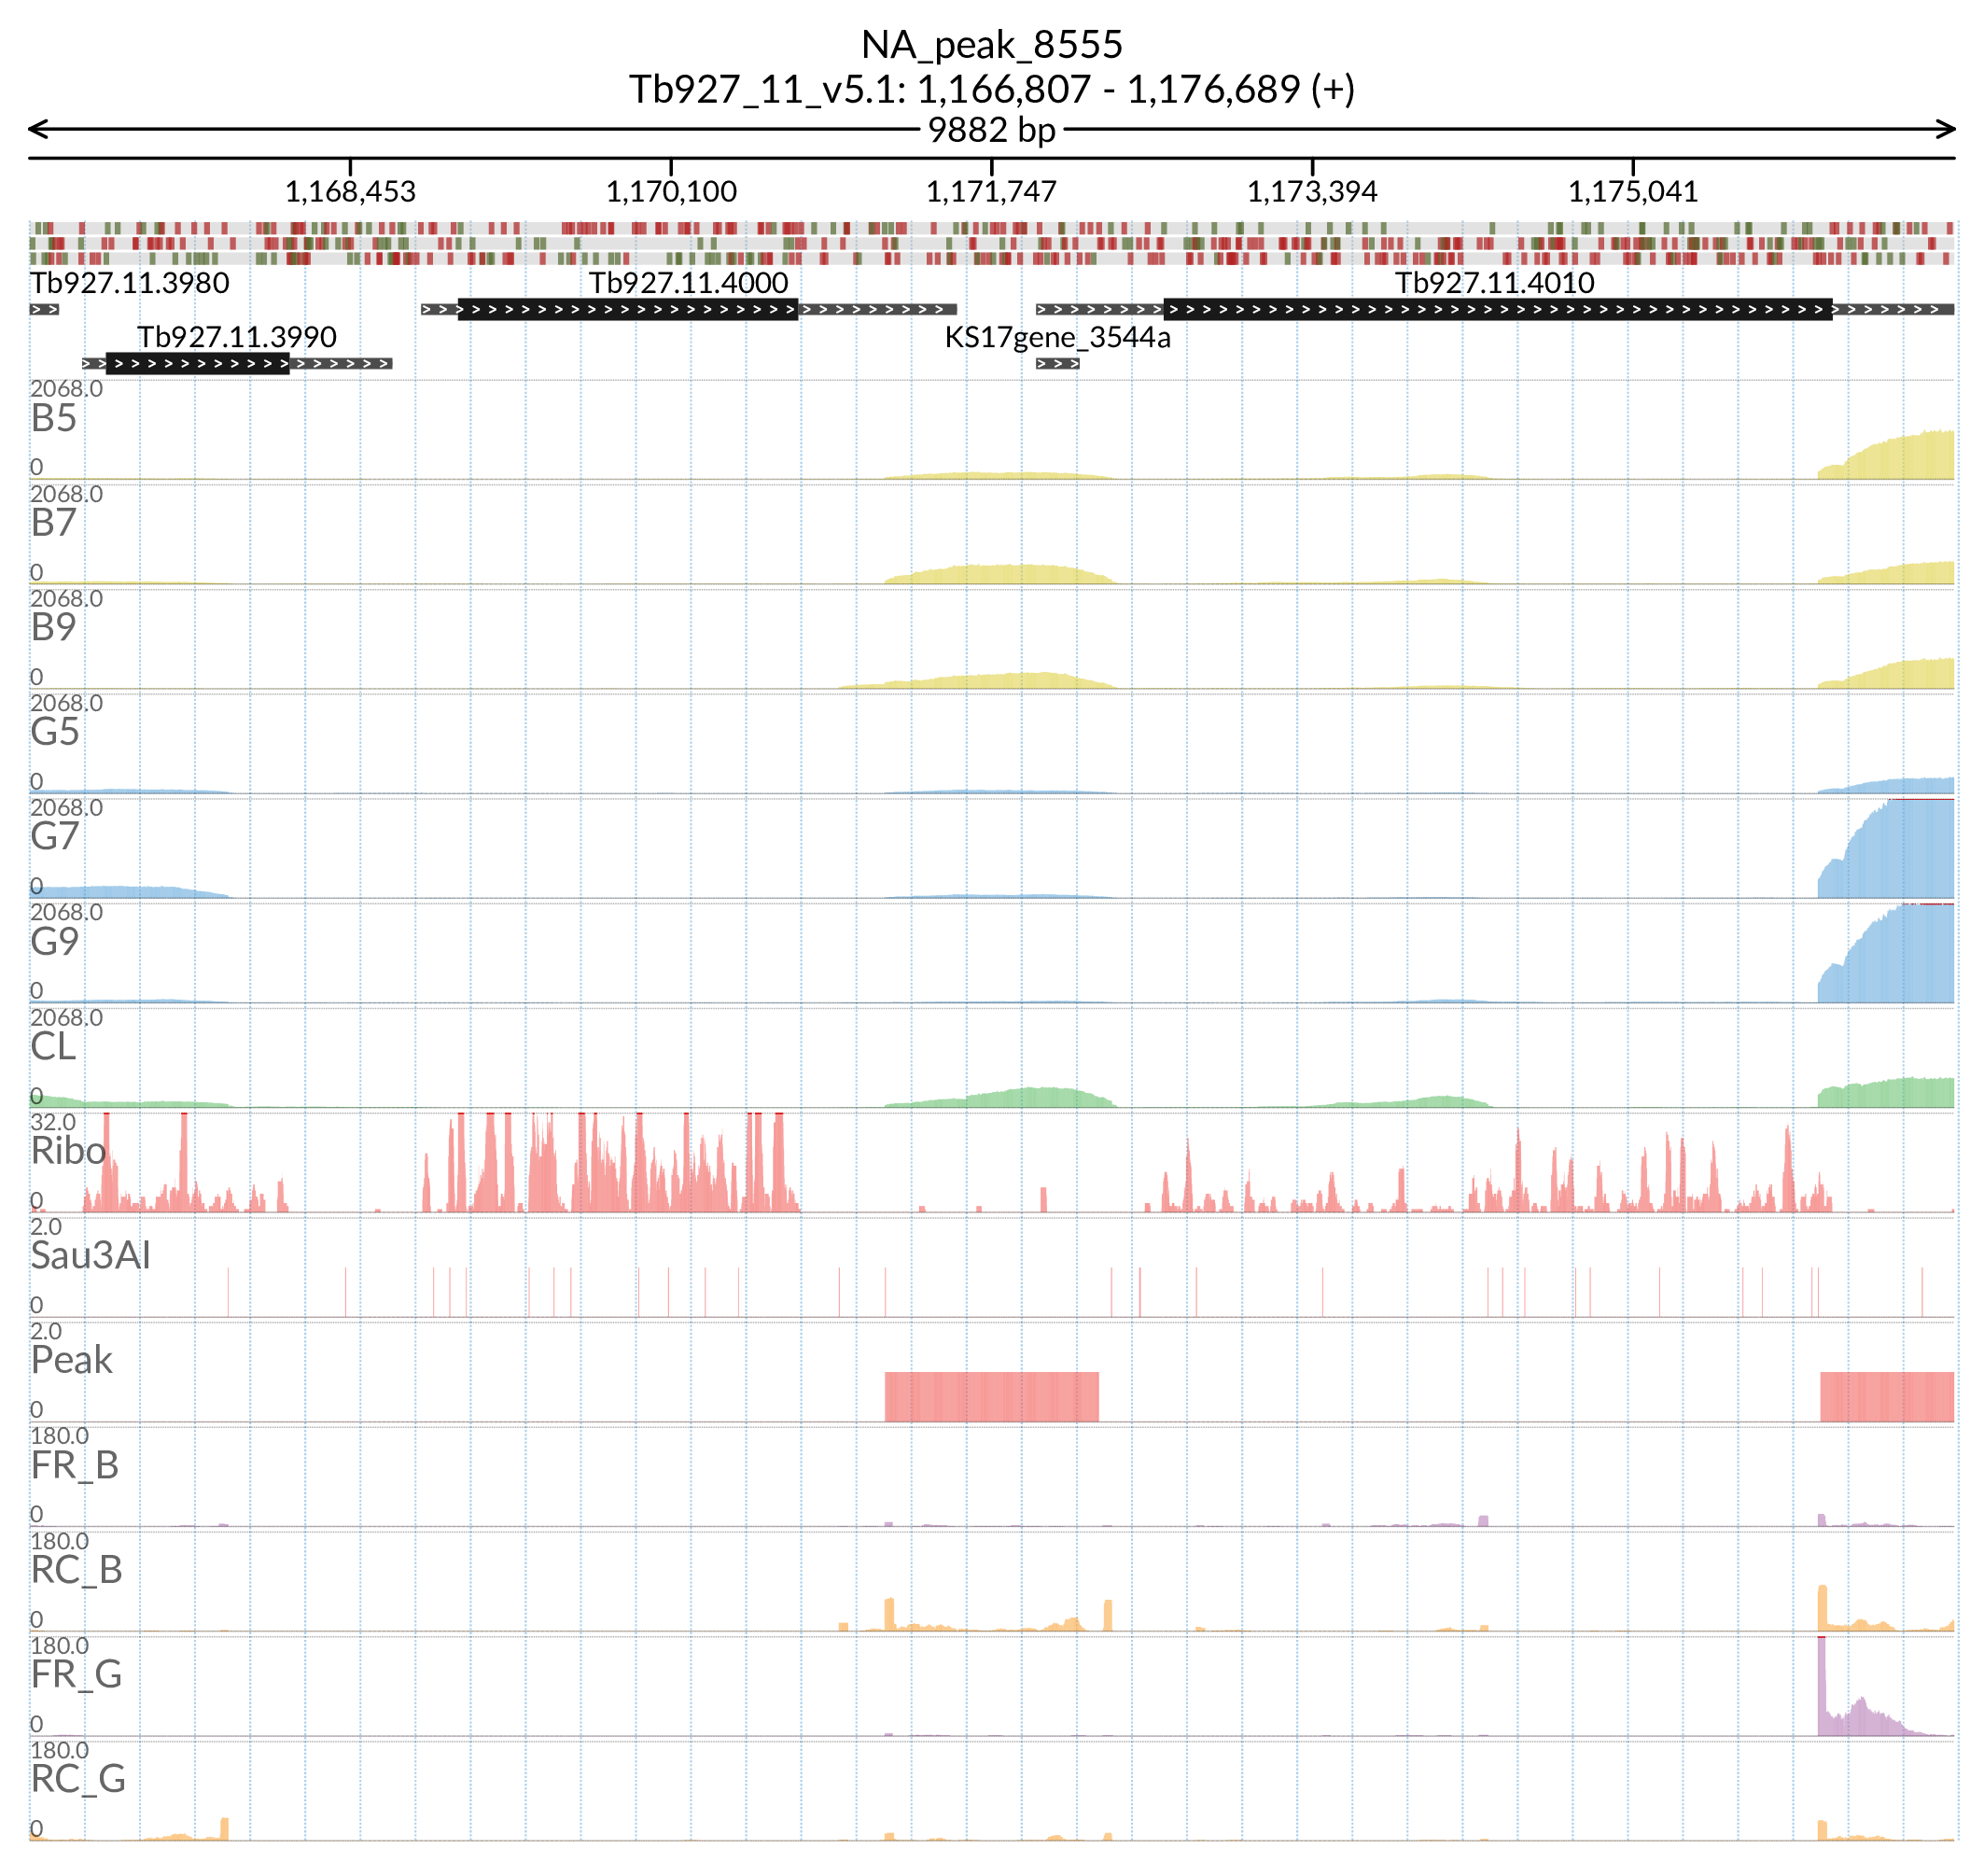 NA_peak_8555
Tb927_11_v5.1: 1,166,807 - 1,176,689 (+)
9882 bp
1,168,453 1,170,100 1,171,747 1,173,394 1,175,041
Tb927.11.3980 Tb927.11.4000 Tb927.11.4010
Tb927.11.3990 KS17gene_3544a
2068.0
B5
0
2068.0
B7
0
2068.0
B9
0
2068.0
G5
0
2068.0
G7
0
2068.0
G9
0
2068.0
CL
0
32.0
Ribo
0
2.0
Sau3AI
0
2.0
Peak
0
180.0
FR_B
0
180.0
RC_B
0
180.0
FR_G
0
180.0
RC_G
0